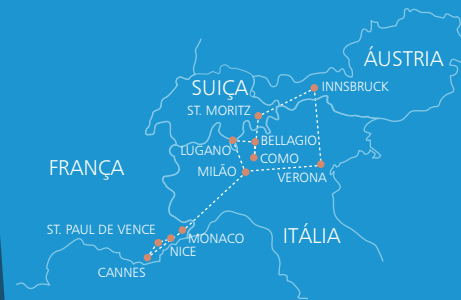 ÁUSTRIA
SUIÇA
INNSBRUCK
ST. MORITZ
LUGANO
BELLAGIO
COMO
MILÃO
VERONA
FRANÇA
ST. PAUL DE VENCE
MONACO
ITÁLIA
NICE
CANNES